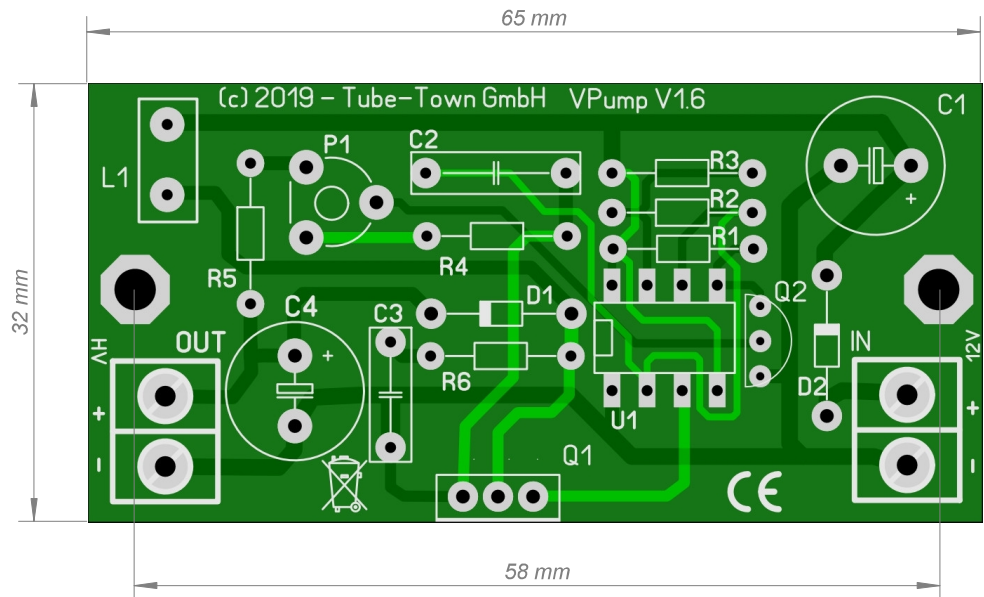 65 mm
(c) 2019 - Tube-Town GmbH VPump V1.6
C1
P1
C2
R3
L1
+
R2
R1
R5
R4
32 mm
C4
D1
Q2
HV
OUT
+
C3
IN
12V
R6
D2
+
U1
+
-
Q1
-
CE
58 mm